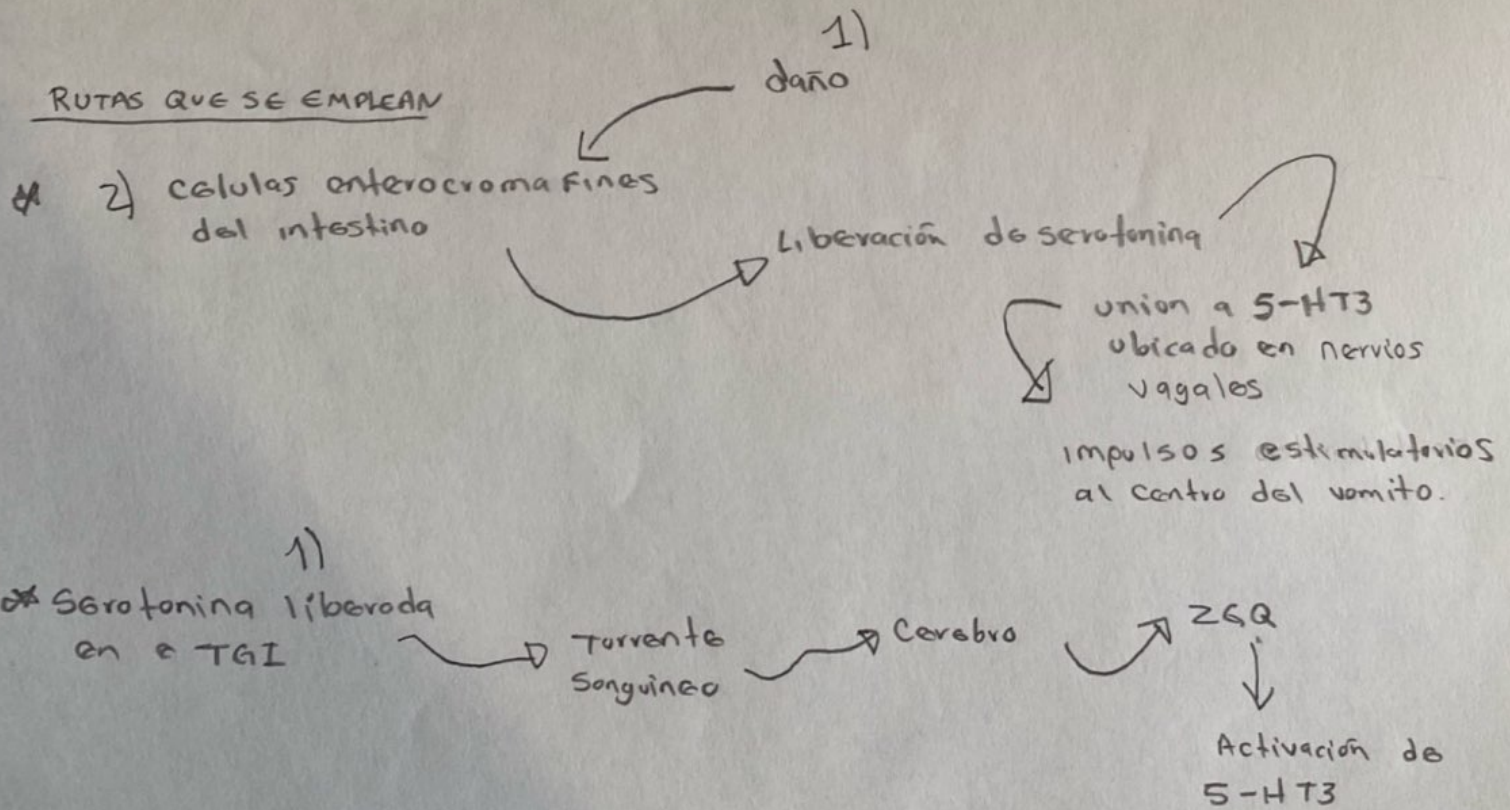 1)
daño
RUTAS QUE SE EMPLEAN
* 2) celulas enterocromafines
del intestino
Liberación de serotonina
union a 5-HT3
ubicado en nervios
vagales
impulsos estimulatorios
al centro del vomito.
1)
* Serotonina liberada
en e TGI
Torrente
Sanguineo
Cerebro
ZGQ
Activación de
5-HT3